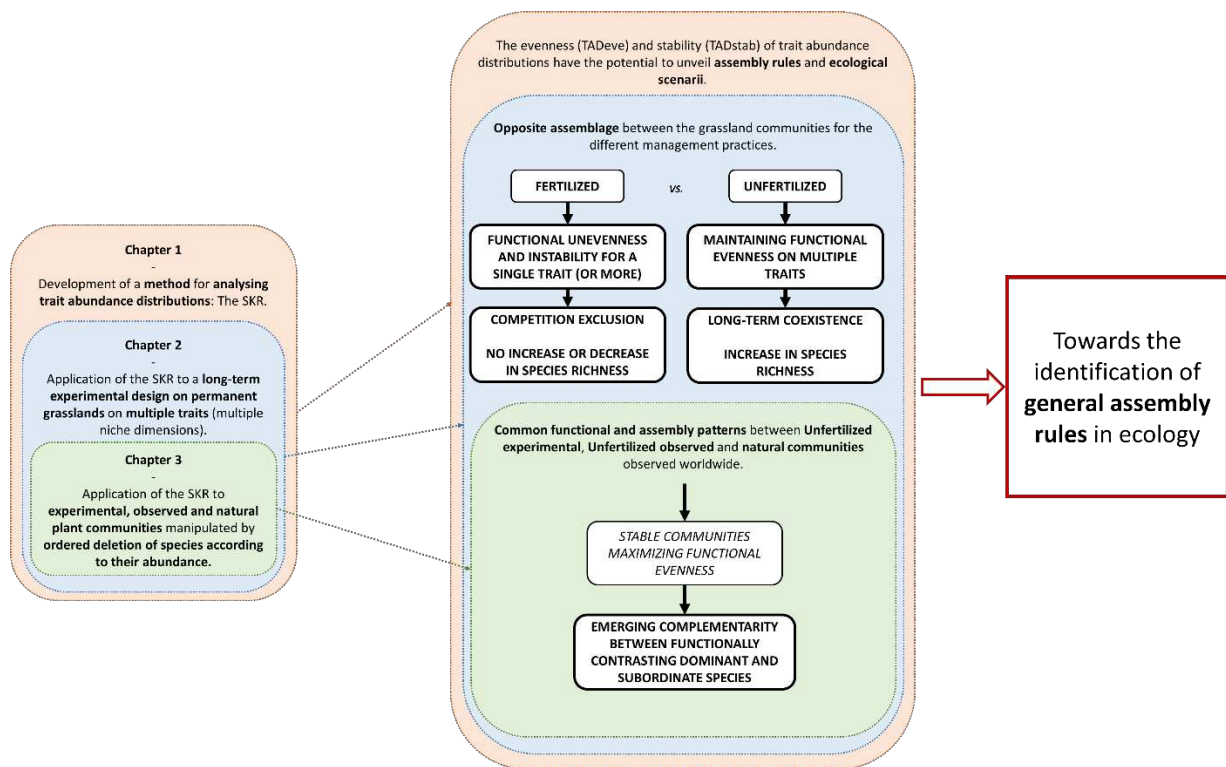 Chapter 1
-
Development of a method for analysing
trait abundance distributions: The SKR.
Chapter 2
-
Application of the SKR to a long-term
experimental design on permanent
grasslands on multiple traits (multiple
niche dimensions).
Chapter 3
-
Application of the SKR to
experimental, observed and natural
plant communities manipulated by
ordered deletion of species according
to their abundance.
The evenness (TADeve) and stability (TADstab) of trait abundance
distributions have the potential to unveil assembly rules and ecological
scenarii.
Opposite assemblage between the grassland communities for the
different management practices.
FERTILIZED
vs.
UNFERTILIZED
FUNCTIONAL UNEVENNESS
AND INSTABILITY FOR A
SINGLE TRAIT (OR MORE)
MAINTAINING FUNCTIONAL
EVENNESS ON MULTIPLE
TRAITS
COMPETITION EXCLUSION
NO INCREASE OR DECREASE
IN SPECIES RICHNESS
LONG-TERM COEXISTENCE
INCREASE IN SPECIES
RICHNESS
Common functional and assembly patterns between Unfertilized
experimental, Unfertilized observed and natural communities
observed worldwide.
STABLE COMMUNITIES
MAXIMIZING FUNCTIONAL
EVENNESS
EMERGING COMPLEMENTARITY
BETWEEN FUNCTIONALLY
CONTRASTING DOMINANT AND
SUBORDINATE SPECIES
Towards the
identification of
general assembly
rules in ecology